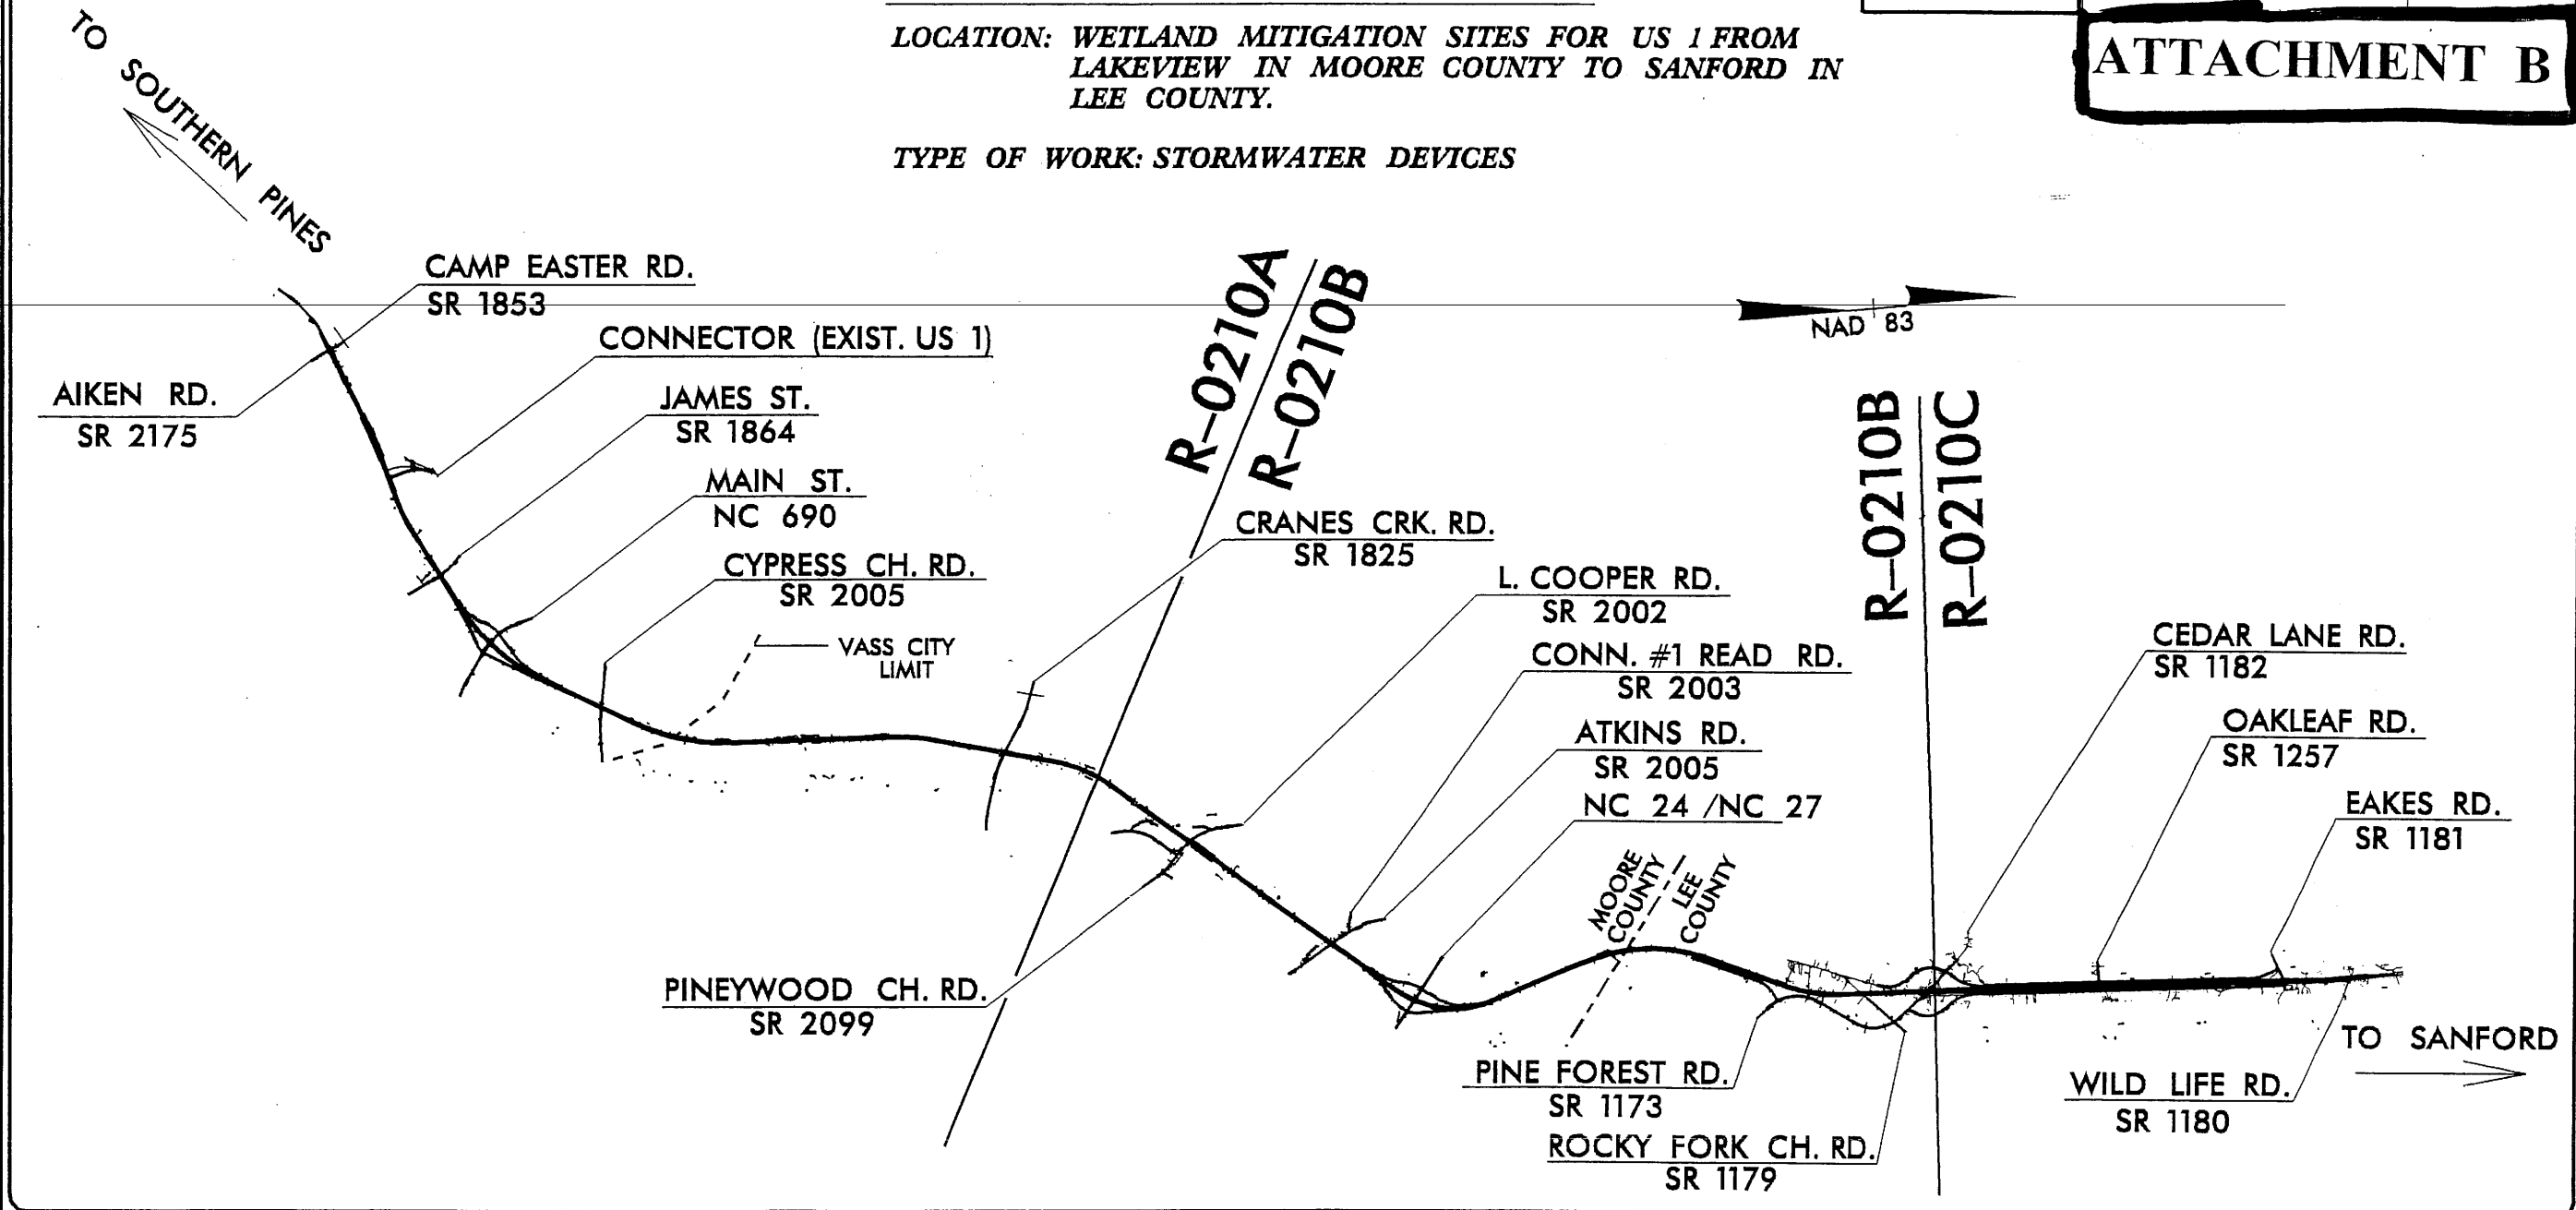 LOCATION: WETLAND MITIGATION SITES FOR US 1 FROM
LAKEVIEW IN MOORE COUNTY TO SANFORD IN
LEE COUNTY.
TYPE OF WORK: STORMWATER DEVICES
ATTACHMENT B
TO SOUTHERN PINES
CAMP EASTER RD.
SR 1853
CONNECTOR (EXIST. US 1)
AIKEN RD.
SR 2175
JAMES ST.
SR 1864
MAIN ST.
NC 690
CYPRESS CH. RD.
SR 2005
VASS CITY
LIMIT
R-0210A
R-0210B
NAD 83
CRANES CRK. RD.
SR 1825
L. COOPER RD.
SR 2002
CONN. #1 READ RD.
SR 2003
ATKINS RD.
SR 2005
NC 24 /NC 27
R-0210B
R-0210C
CEDAR LANE RD.
SR 1182
OAKLEAF RD.
SR 1257
EAKES RD.
SR 1181
MOORE
COUNTY
LEE
COUNTY
PINEYWOOD CH. RD.
SR 2099
PINE FOREST RD.
SR 1173
ROCKY FORK CH. RD.
SR 1179
TO SANFORD
WILD LIFE RD.
SR 1180